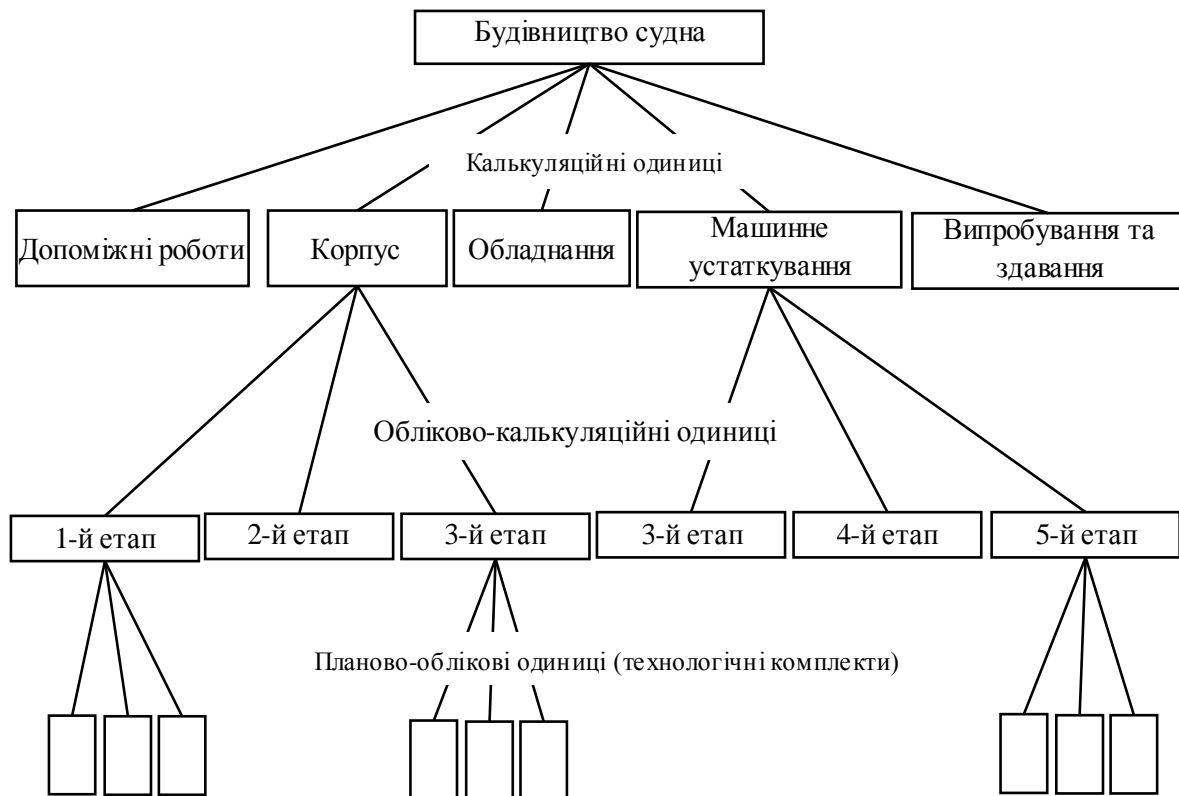 Будівництво судна
Калькуляційні одиниці
Допоміжні роботи
Корпус
Обладнання
Машинне
устаткування
Випробування та
здавання
Обліково-калькуляційні одиниці
1-й етап
2-й етап
3-й етап
3-й етап
4-й етап
5-й етап
Планово-облікові одиниці (технологічні комплекти)